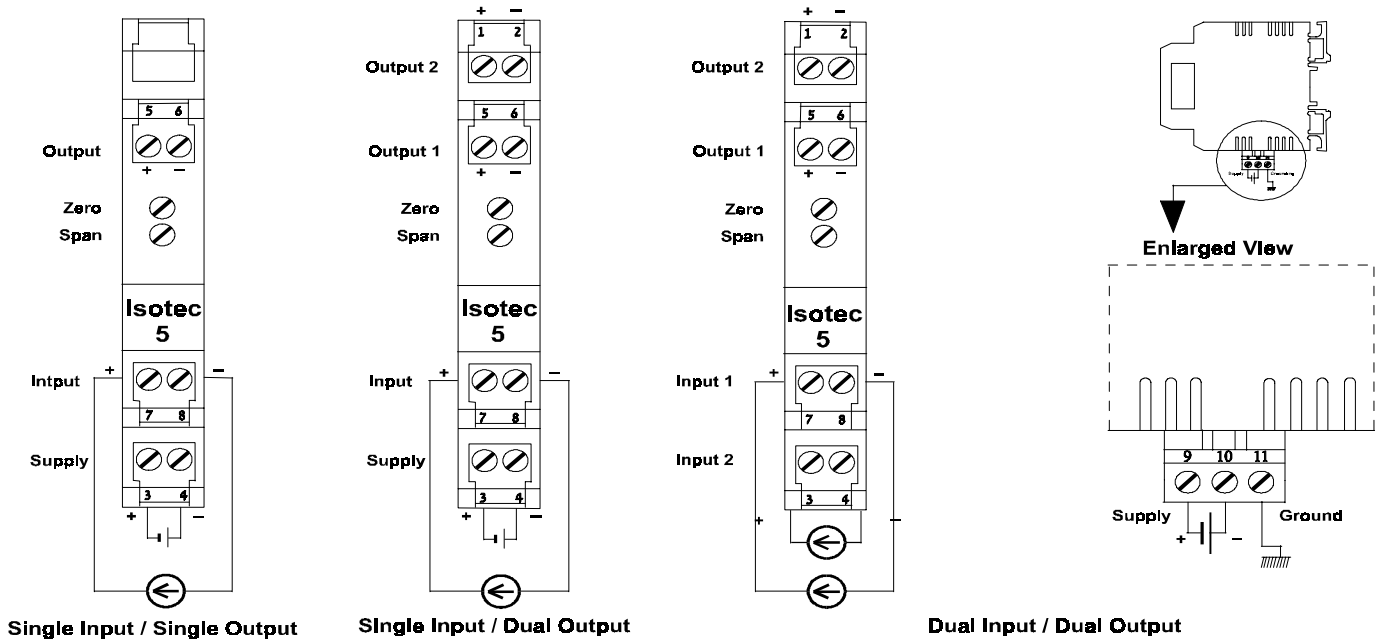 5 6
Output
+ −
Zero
Span
Isotec
5
Intput
+ −
7 8
Supply
3 4
+ −
Single Input / Single Output
+ −
1 2
Output 2
5 6
Output 1
+ −
Zero
Span
Isotec
5
Input
+ −
7 8
Supply
3 4
+ −
Single Input / Dual Output
+ −
1 2
Output 2
5 6
Output 1
+ −
Zero
Span
Isotec
5
Input 1
+ −
7 8
Input 2
3 4
+ −
Supply Grounding
Enlarged View
9 10 11
Supply Ground
+ −
Dual Input / Dual Output